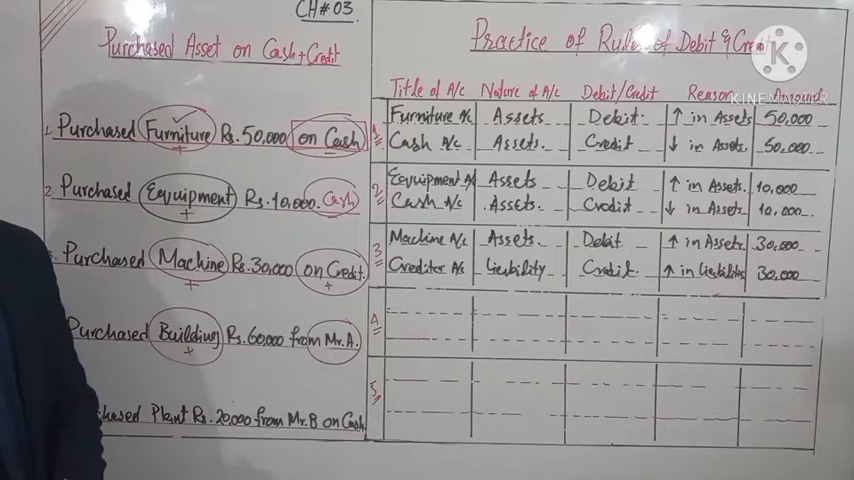 CH#03
Purchased Asset on Cash+Credit
1. Purchased Furniture Rs. 50,000 on Cash
2. Purchased Equipment Rs. 10,000. Cash
Purchased Machine Rs. 30,000 on Credit.
Purchased Building Rs. 60000 from Mr. A.
Plant Rs. 20,000 from Mr. B on Cash
Practice of Rules of Debit & Credit
Title of A/c Nature of A/c Debit/Credit Reason Amount
1 Furniture A/c Assets Debit. ↑ in Assets 50,000
Cash A/c Assets. Credit ↓ in Assets. 50,000
2 Equipment A/c Assets Debit ↑ in Assets. 10,000
Cash A/c Assets. Credit ↓ in Assets. 10,000
3 Machine A/c Assets. Debit ↑ in Assets. 30,000
Creditor A/c Liability Credit. ↑ in Liabilities 30,000
4
5,
K
KINEMASTER